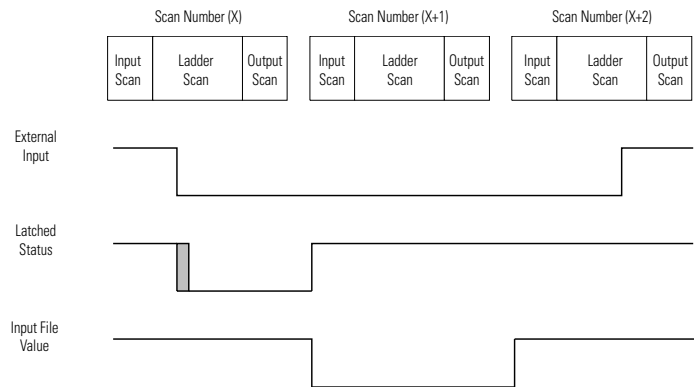 Scan Number (X)
Scan Number (X+1)
Scan Number (X+2)
Input
Scan
Ladder
Scan
Output
Scan
Input
Scan
Ladder
Scan
Output
Scan
Input
Scan
Ladder
Scan
Output
Scan
External
Input
Latched
Status
Input File
Value